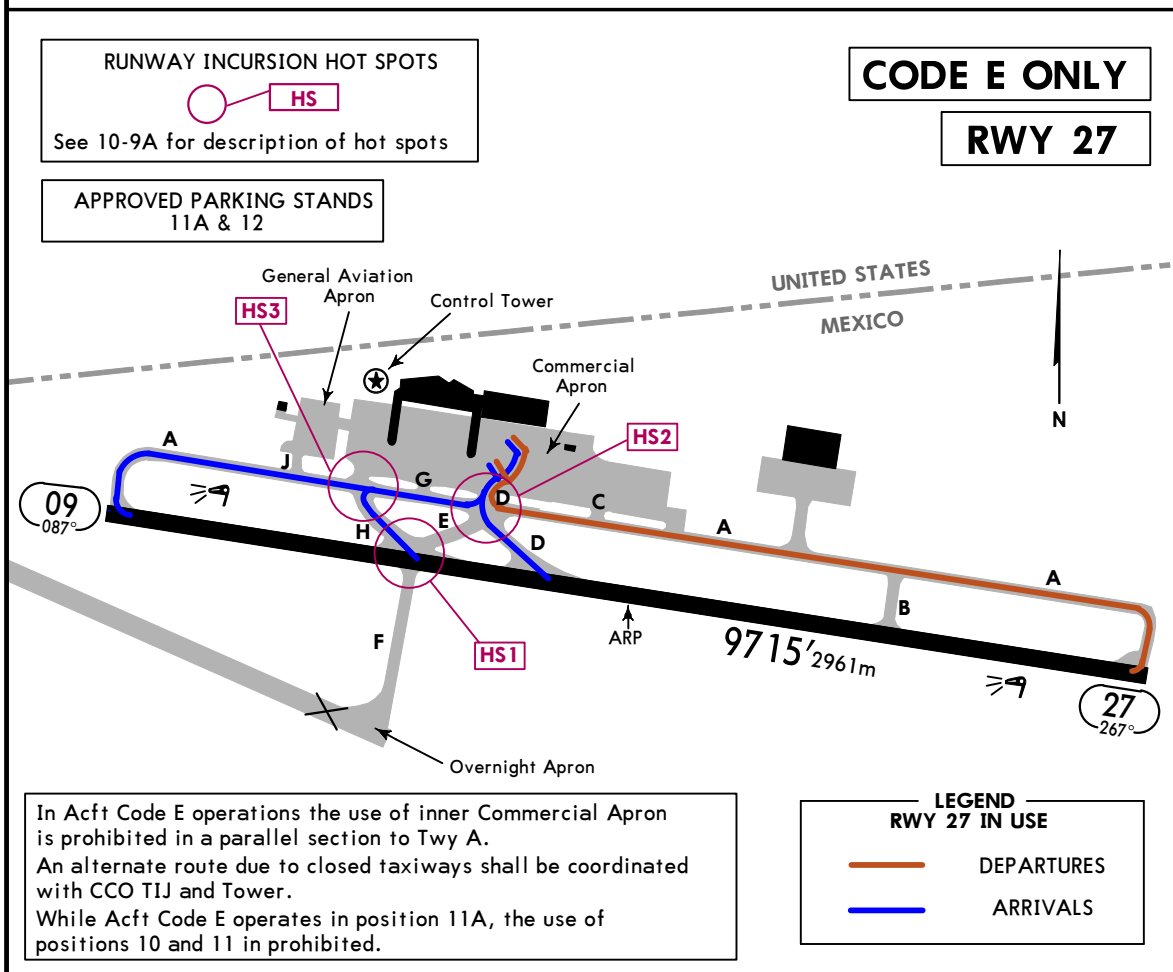 RUNWAY INCURSION HOT SPOTS
HS
See 10-9A for description of hot spots
CODE E ONLY
RWY 27
APPROVED PARKING STANDS
11A & 12
UNITED STATES
MEXICO
General Aviation
Apron
Control Tower
HS3
Commercial
Apron
HS2
N
A
J
G
D
C
A
A
09
087°
H
E
D
B
F
HS1
ARP
9715' 2961m
27
267°
Overnight Apron
In Acft Code E operations the use of inner Commercial Apron
is prohibited in a parallel section to Twy A.
An alternate route due to closed taxiways shall be coordinated
with CCO TIJ and Tower.
While Acft Code E operates in position 11A, the use of
positions 10 and 11 in prohibited.
LEGEND
RWY 27 IN USE
DEPARTURES
ARRIVALS